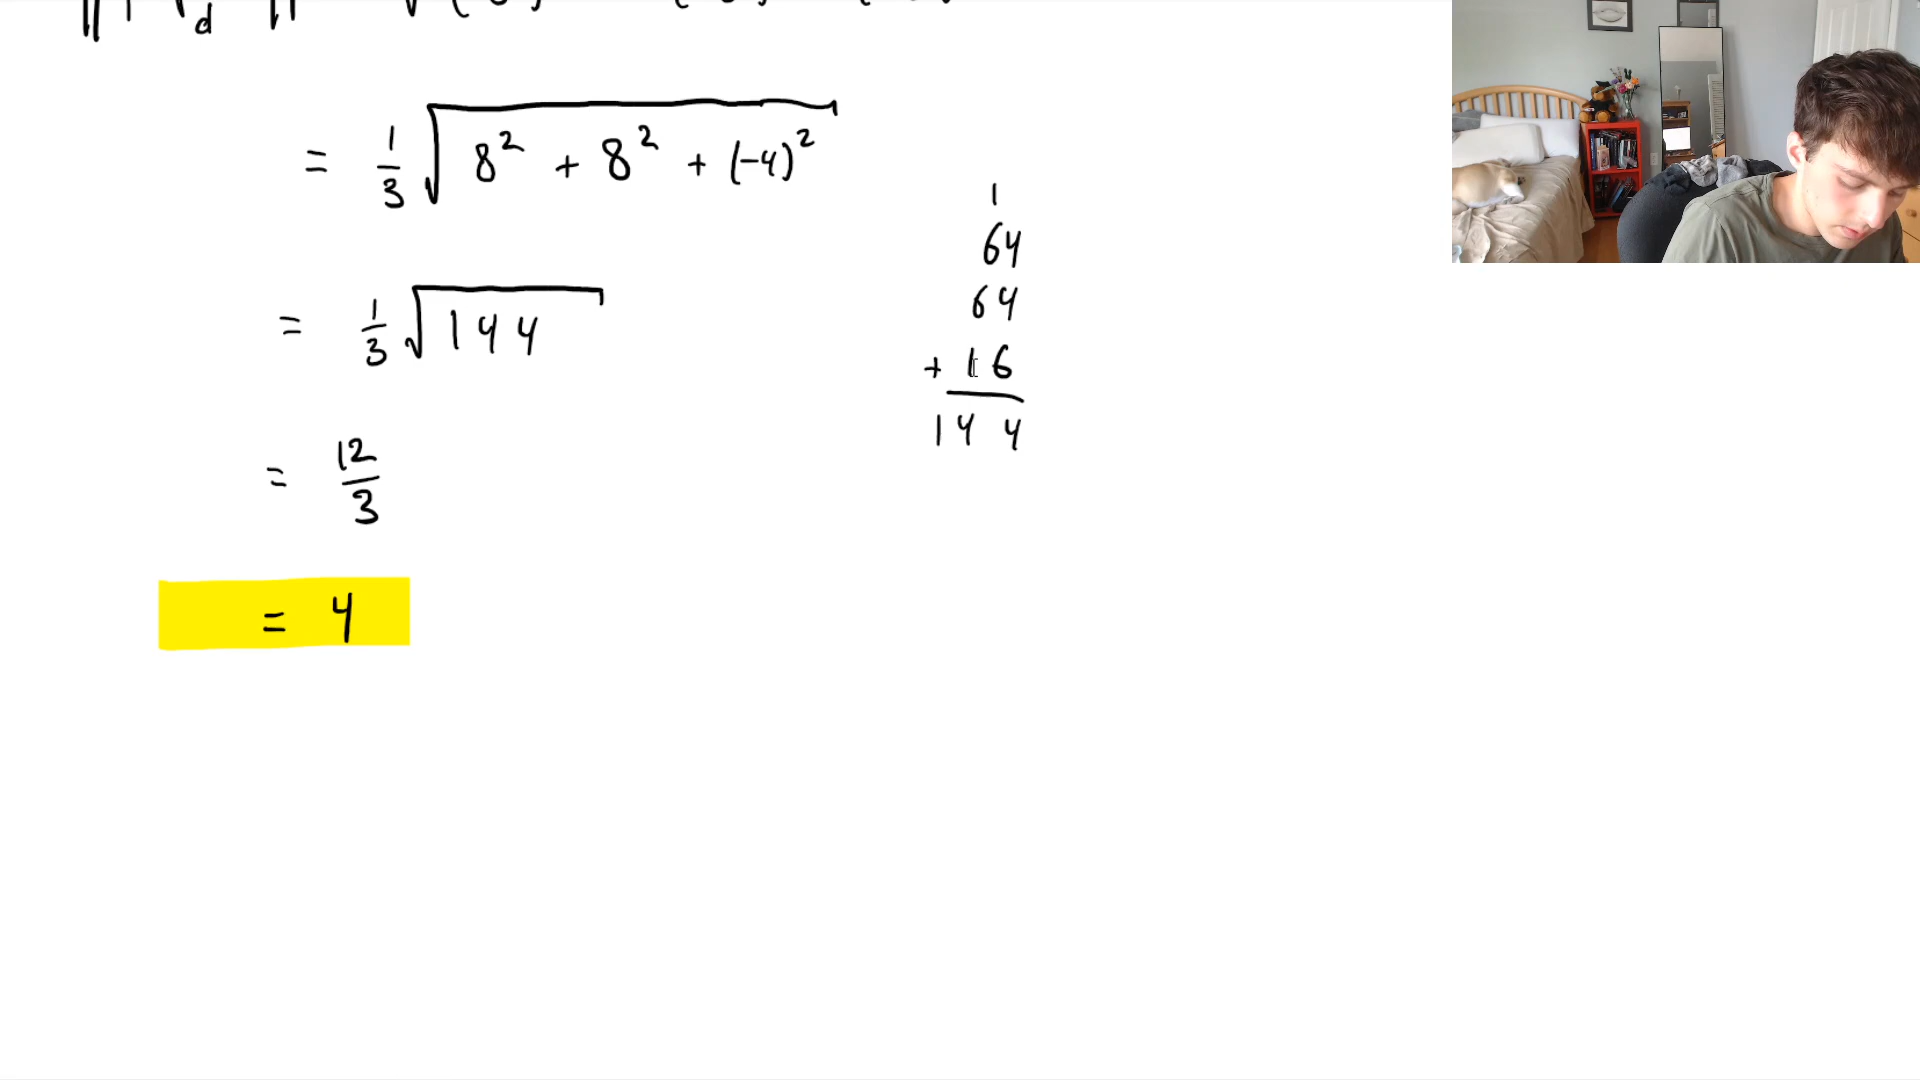 d
= 1/3 √(8² + 8² + (-4)²)
= 1/3 √144
= 12/3
= 4
1
64
64
+ 16
144